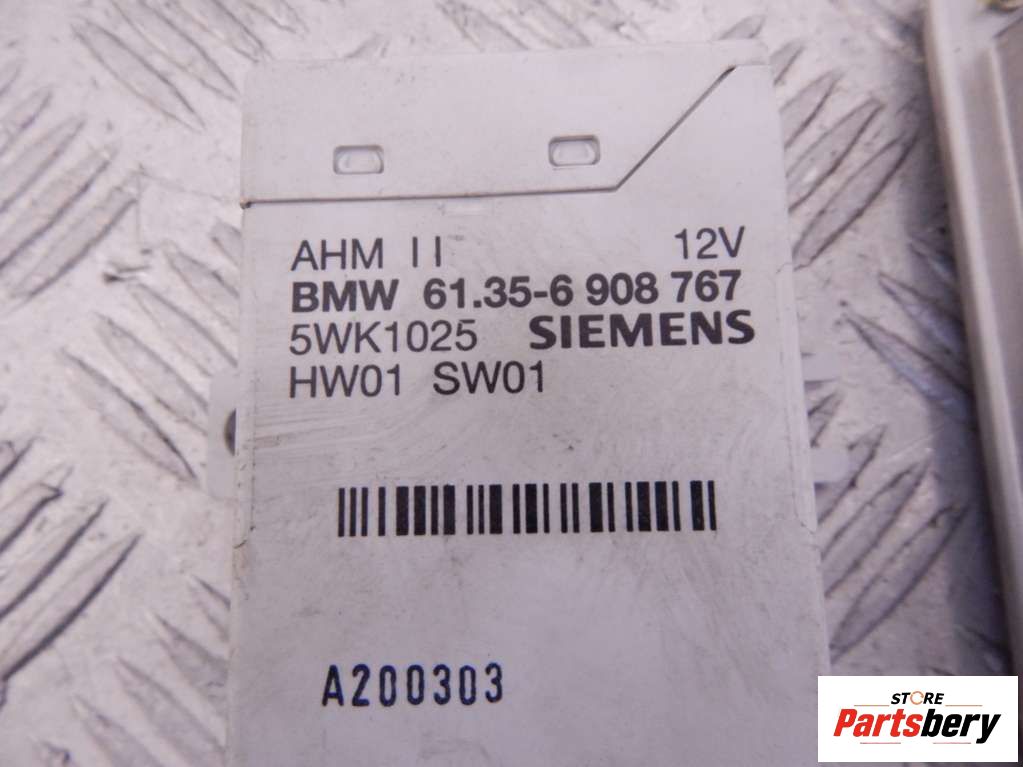 AHM II 12V
BMW 61.35-6 908 767
5WK1025 SIEMENS
HW01 SW01
A200303
STORE
Partsbery